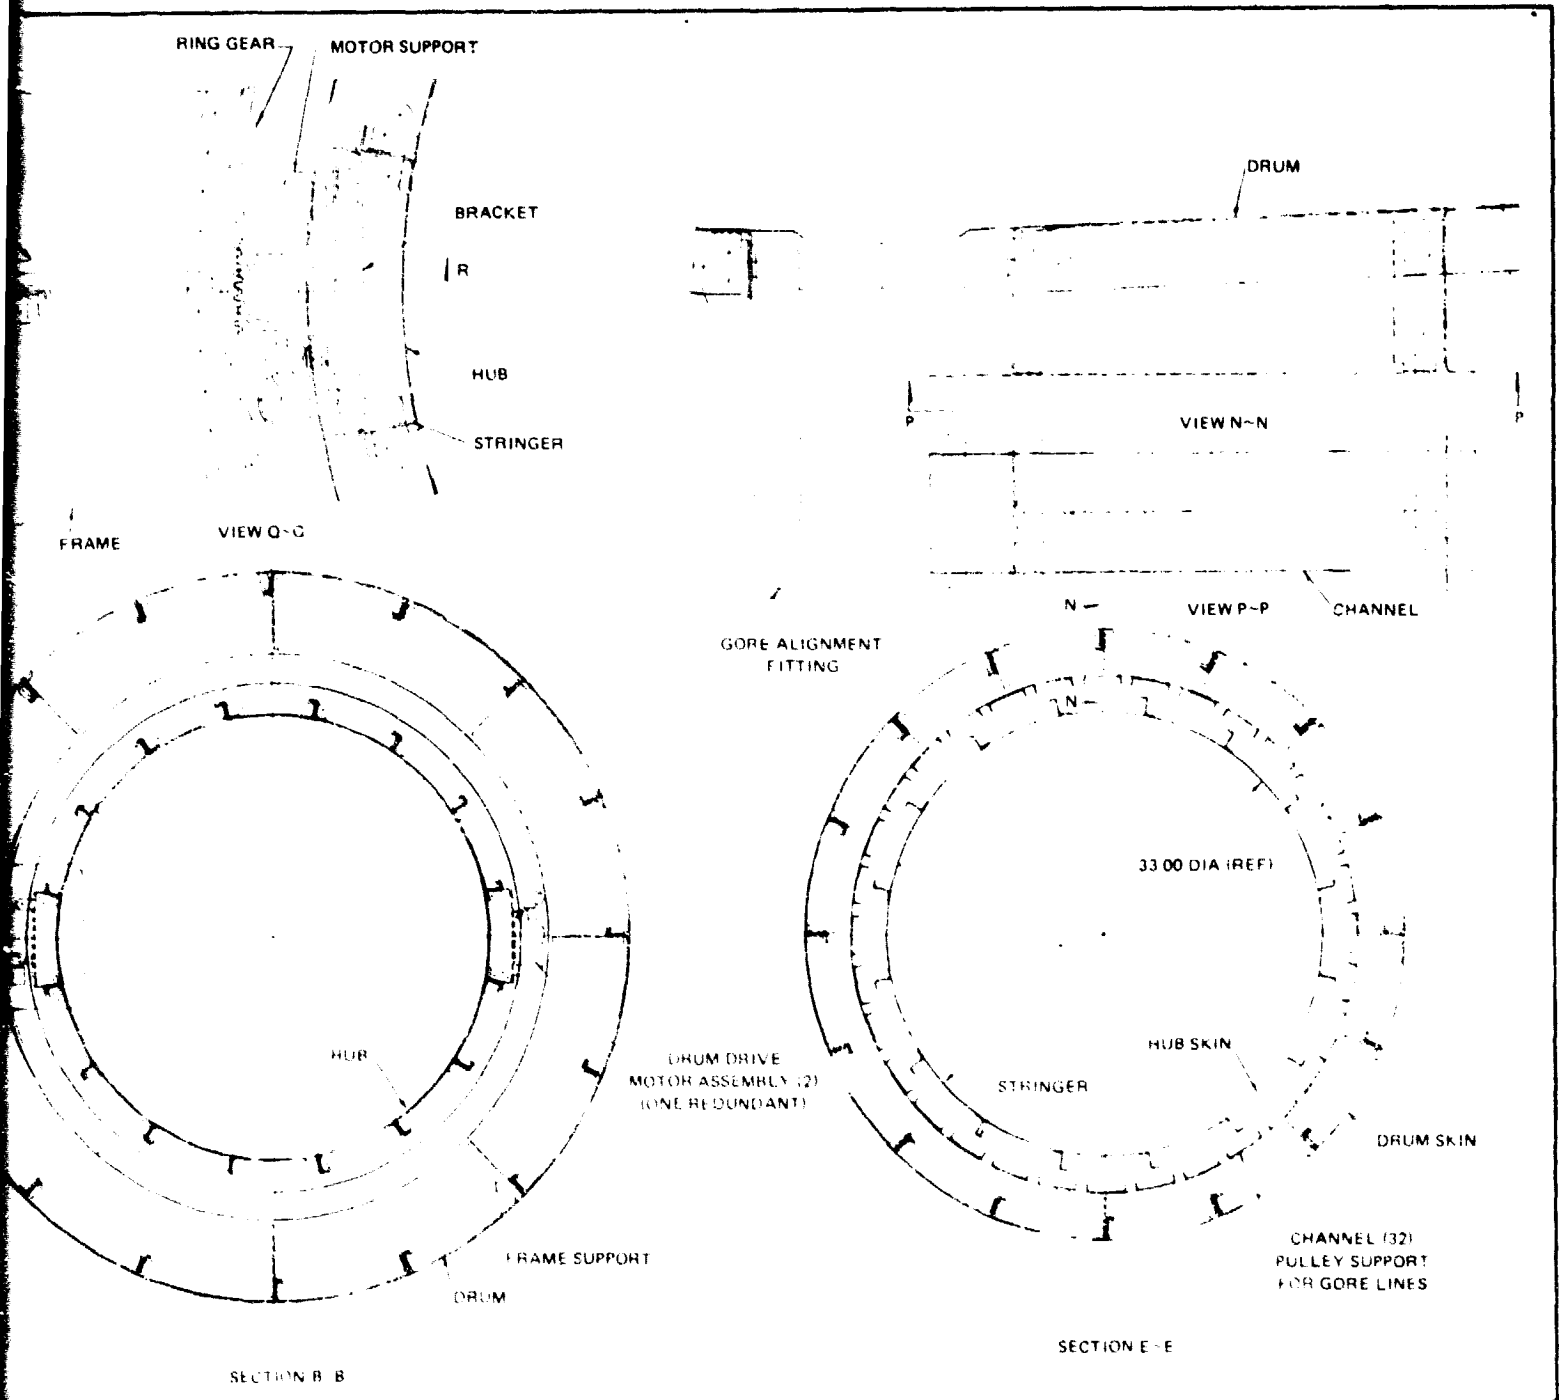 RING GEAR
MOTOR SUPPORT
BRACKET
R
HUB
STRINGER
FRAME
VIEW Q~Q
DRUM
P
P
VIEW N~N
N
VIEW P~P
CHANNEL
GORE ALIGNMENT
FITTING
N
33.00 DIA (REF)
HUB
DRUM DRIVE
MOTOR ASSEMBLY (2)
(ONE REDUNDANT)
HUB SKIN
STRINGER
DRUM SKIN
FRAME SUPPORT
DRUM
CHANNEL (32)
PULLEY SUPPORT
FOR GORE LINES
SECTION E~E
SECTION B~B